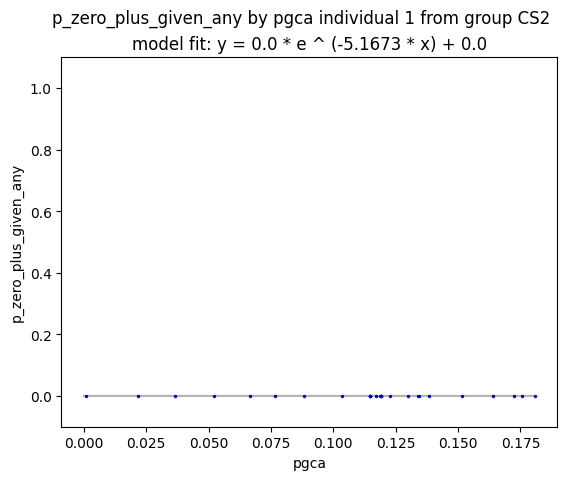 p_zero_plus_given_any by pgca individual 1 from group CS2
model fit: y = 0.0 * e ^ (-5.1673 * x) + 0.0
1.0
0.8
0.6
0.4
0.2
0.0
p_zero_plus_given_any
0.000 0.025 0.050 0.075 0.100 0.125 0.150 0.175
pgca